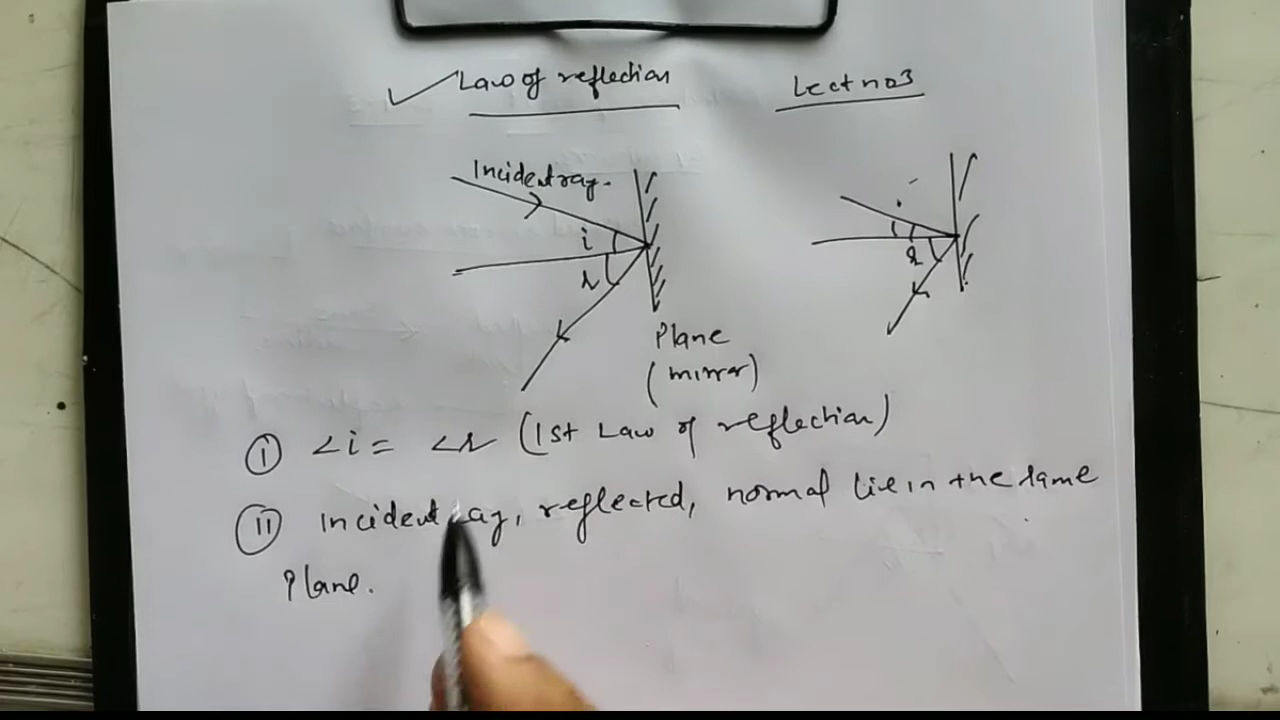 Law of reflection
Lect no3
Incident ray.
i
r
i
r
Plane
(mirror)
(i) <i = <r (1st Law of reflection)
(ii) Incident ray, reflected, normal lie in the same
Plane.